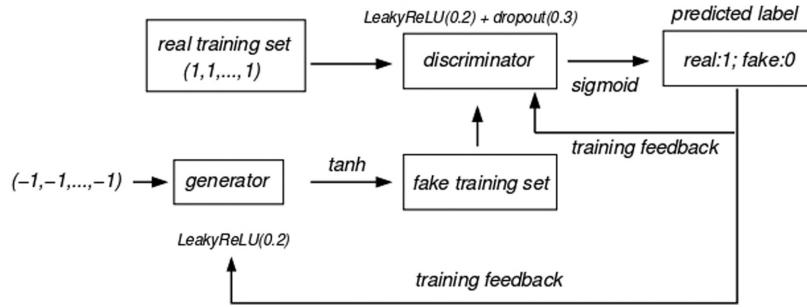 predicted label
LeakyReLU(0.2) + dropout(0.3)
real training set
(1,1,...,1)
discriminator
sigmoid
real:1; fake:0
training feedback
(−1,−1,...,−1)
generator
tanh
fake training set
LeakyReLU(0.2)
training feedback